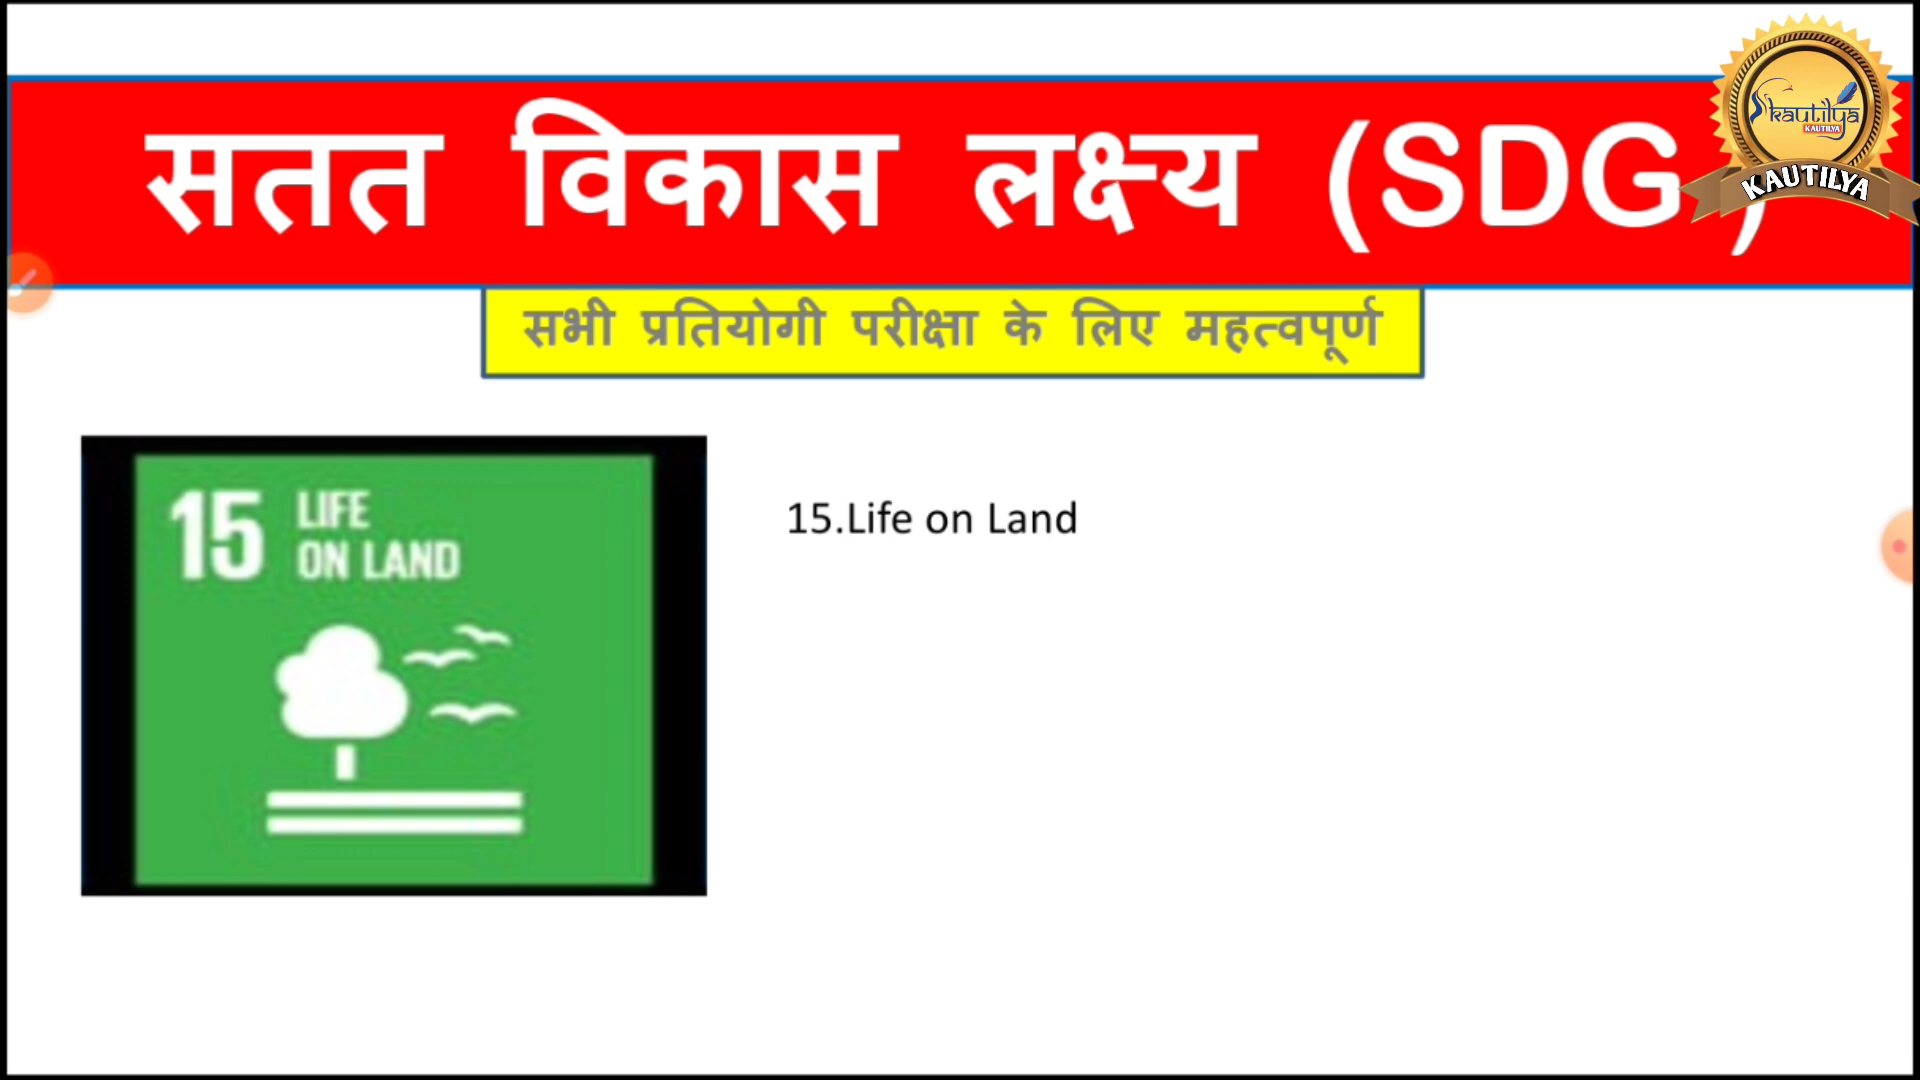 सतत विकास लक्ष्य (SDG )
kautilya
KAUTILYA
KAUTILYA
सभी प्रतियोगी परीक्षा के लिए महत्वपूर्ण
15 LIFE
ON LAND
15.Life on Land